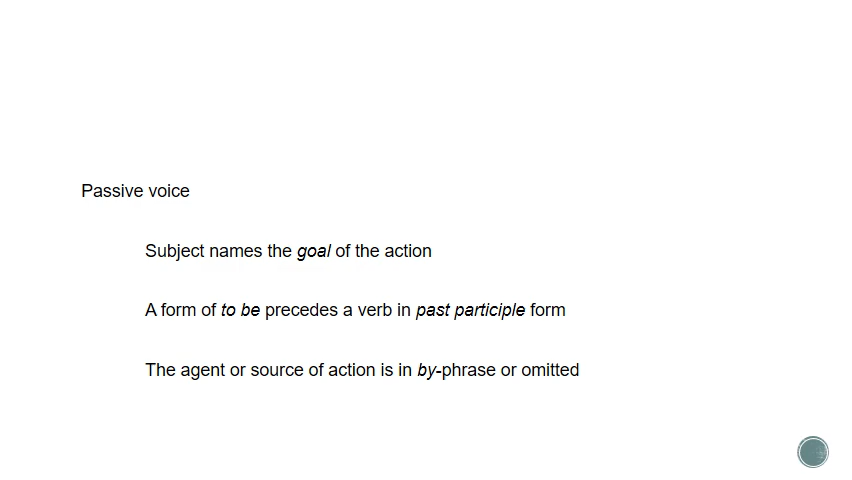 Passive voice
Subject names the goal of the action
A form of to be precedes a verb in past participle form
The agent or source of action is in by-phrase or omitted